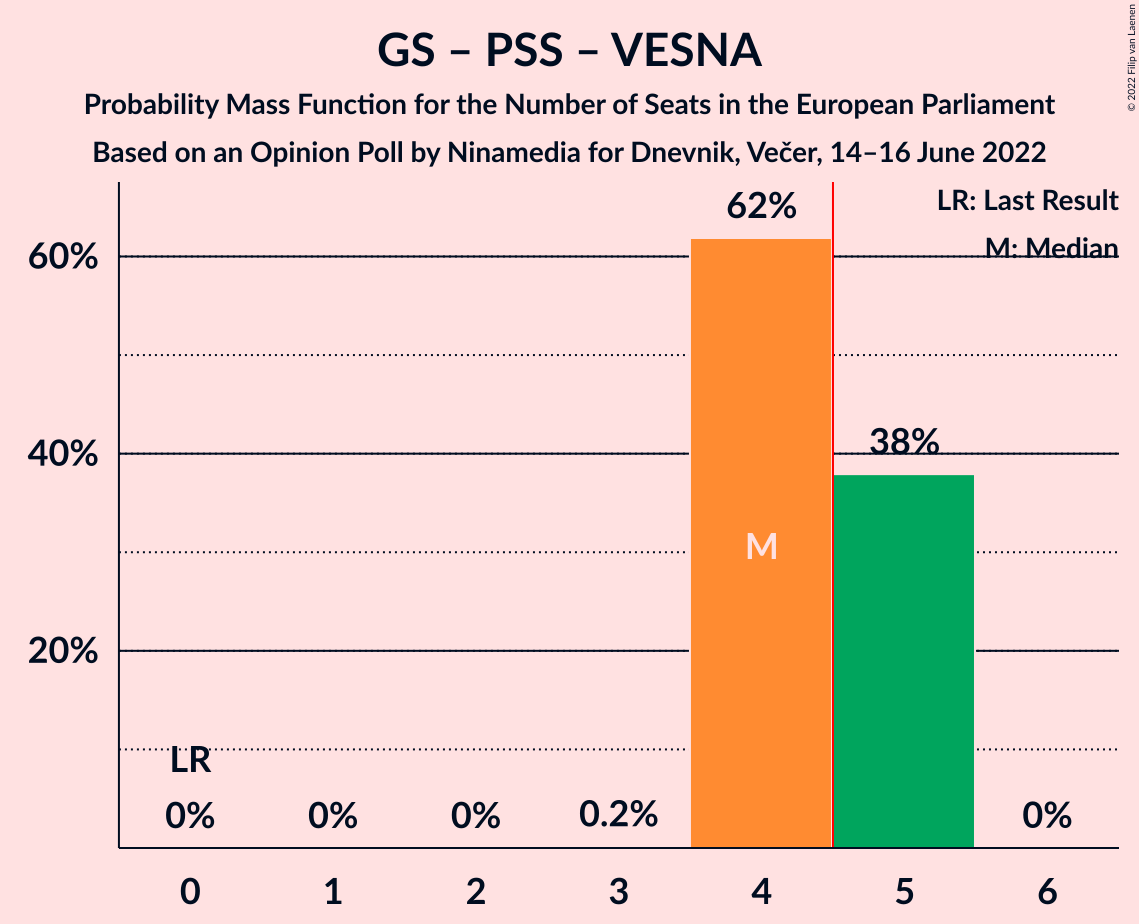 GS – PSS – VESNA
Probability Mass Function for the Number of Seats in the European Parliament
Based on an Opinion Poll by Ninamedia for Dnevnik, Večer, 14–16 June 2022
© 2022 Filip van Laenen
LR: Last Result
M: Median
62%
60%
38%
40%
M
20%
LR
0%
0%
0%
0.2%
0%
0
1
2
3
4
5
6